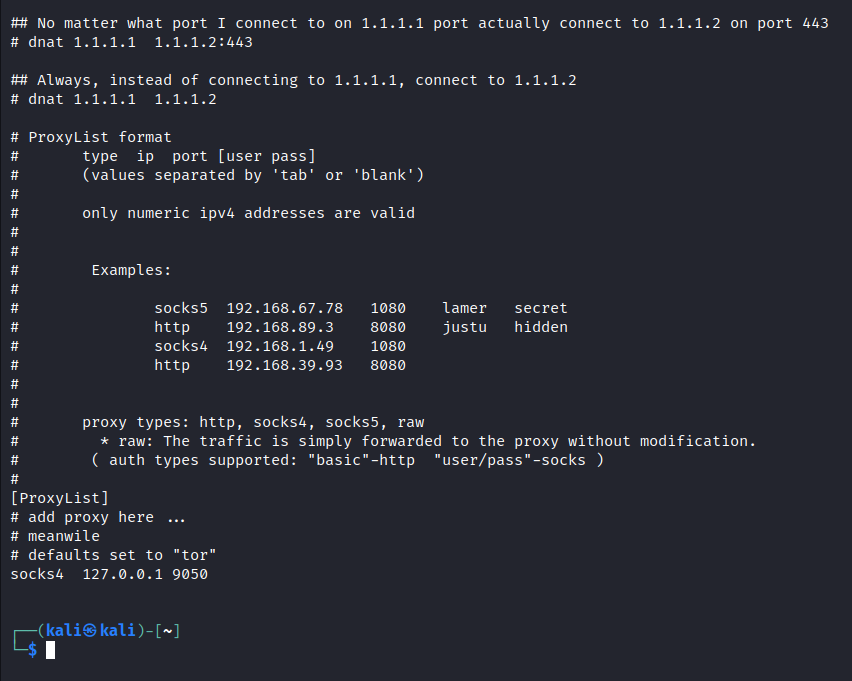 ## No matter what port I connect to on 1.1.1.1 port actually connect to 1.1.1.2 on port 443
# dnat 1.1.1.1  1.1.1.2:443

## Always, instead of connecting to 1.1.1.1, connect to 1.1.1.2
# dnat 1.1.1.1  1.1.1.2

# ProxyList format
#       type  ip  port [user pass]
#       (values separated by 'tab' or 'blank')
#
#       only numeric ipv4 addresses are valid
#
#
#        Examples:
#
#               socks5  192.168.67.78   1080    lamer   secret
#               http    192.168.89.3    8080    justu   hidden
#               socks4  192.168.1.49    1080
#               http    192.168.39.93   8080
#
#
#       proxy types: http, socks4, socks5, raw
#         * raw: The traffic is simply forwarded to the proxy without modification.
#        ( auth types supported: "basic"-http  "user/pass"-socks )
#
[ProxyList]
# add proxy here ...
# meanwile
# defaults set to "tor"
socks4  127.0.0.1 9050

┌──(kali㉿kali)-[~]
└─$